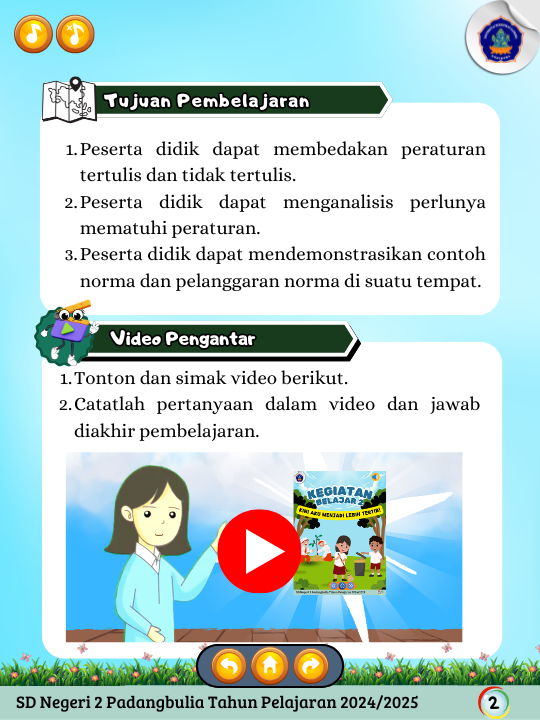 Tujuan Pembelajaran
1. Peserta didik dapat membedakan peraturan
tertulis dan tidak tertulis.
2. Peserta didik dapat menganalisis perlunya
mematuhi peraturan.
3. Peserta didik dapat mendemonstrasikan contoh
norma dan pelanggaran norma di suatu tempat.
Video Pengantar
1. Tonton dan simak video berikut.
2. Catatlah pertanyaan dalam video dan jawab
diakhir pembelajaran.
KEGIATAN
BELAJAR 2
KINI AKU MENJADI LEBIH TERTIB!
SD Negeri 2 Padangbulia Tahun Pelajaran 2024/2025
2